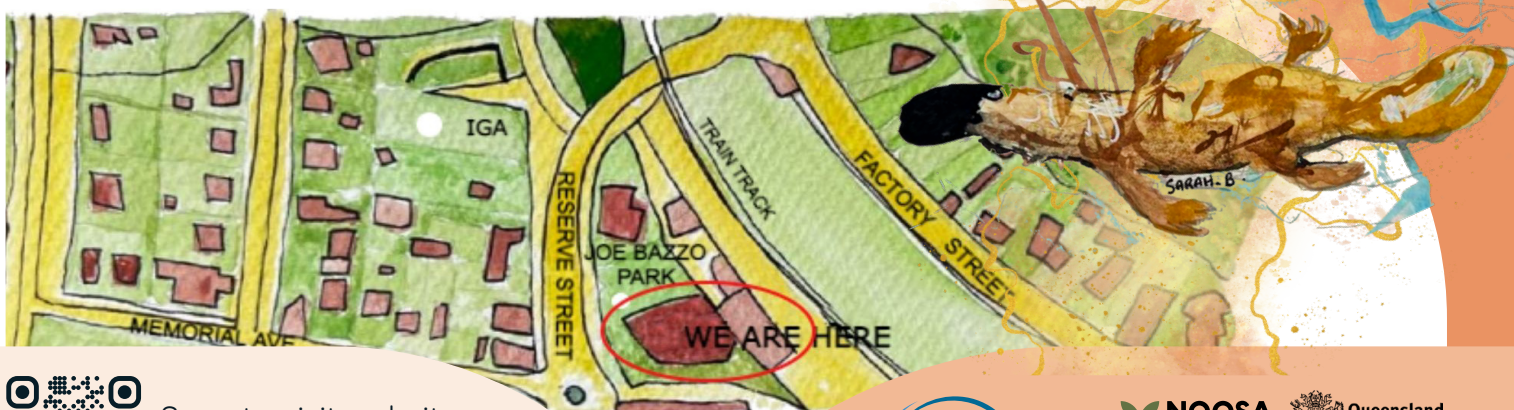 IGA
TRAIN TRACK
RESERVE STREET
FACTORY STREET
SARAH.B
JOE BAZZO
PARK
WE ARE HERE
MEMORIAL AVE
NOOSA
Queensland